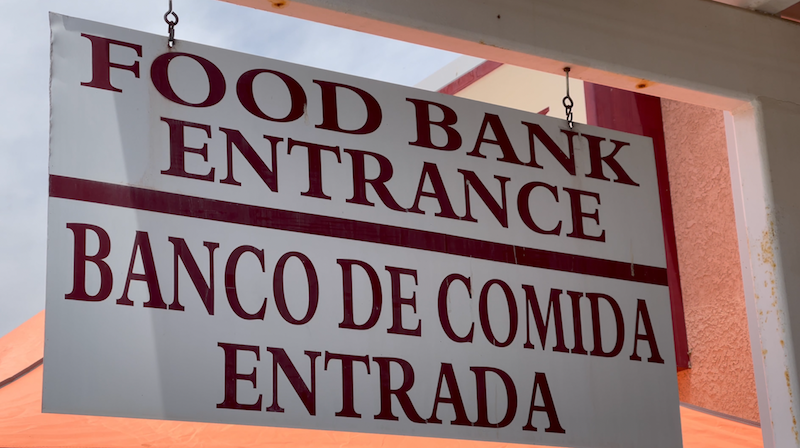 FOOD BANK
ENTRANCE
BANCO DE COMIDA
ENTRADA